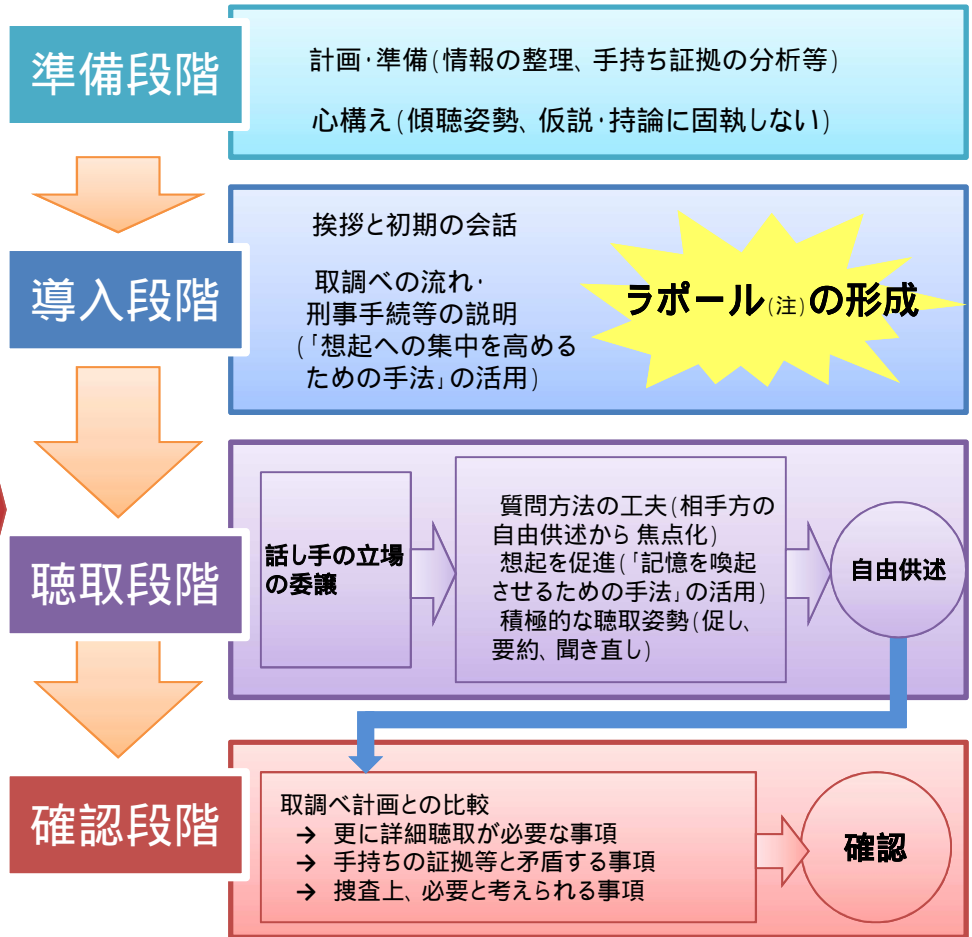 準備段階
計画・準備(情報の整理、手持ち証拠の分析等)
心構え(傾聴姿勢、仮説・持論に固執しない)
導入段階
挨拶と初期の会話
取調べの流れ・
刑事手続等の説明
(「想起への集中を高める
ための手法」の活用)
ラポール(注)の形成
聴取段階
話し手の立場
の委譲
質問方法の工夫(相手方の
自由供述から 焦点化)
想起を促進(「記憶を喚起
させるための手法」の活用)
積極的な聴取姿勢(促し、
要約、聞き直し)
自由供述
確認段階
取調べ計画との比較
→ 更に詳細聴取が必要な事項
→ 手持ちの証拠等と矛盾する事項
→ 捜査上、必要と考えられる事項
確認